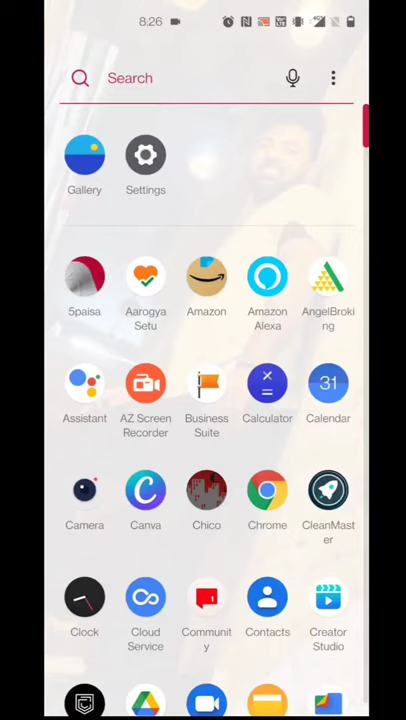 8:26
Search
Gallery Settings
5paisa Aarogya Setu Amazon Amazon Alexa AngelBroki
ng
Assistant AZ Screen Recorder Business Suite Calculator 31 Calendar
Camera Canva Chico Chrome CleanMast
er
Clock Cloud Service Communit
y Contacts Creator Studio